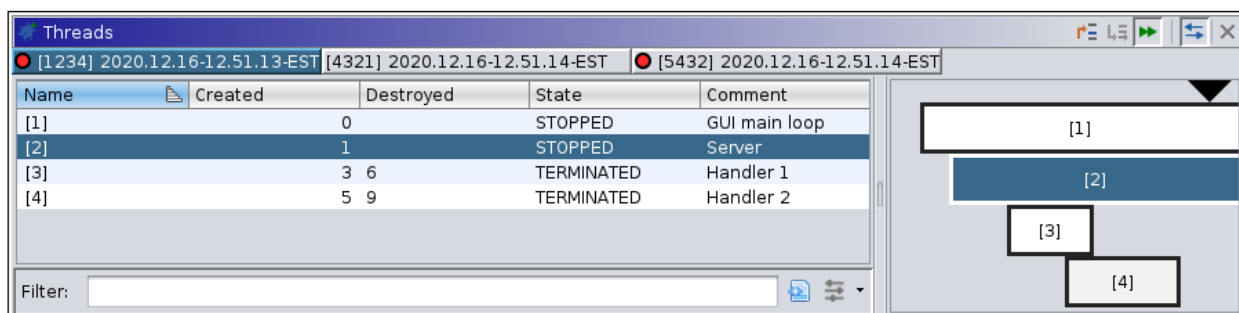 Threads
[1234] 2020.12.16-12.51.13-EST [4321] 2020.12.16-12.51.14-EST [5432] 2020.12.16-12.51.14-EST
Name Created Destroyed State Comment
[1] 0 STOPPED GUI main loop
[2] 1 STOPPED Server
[3] 3 6 TERMINATED Handler 1
[4] 5 9 TERMINATED Handler 2
Filter:
[1]
[2]
[3]
[4]